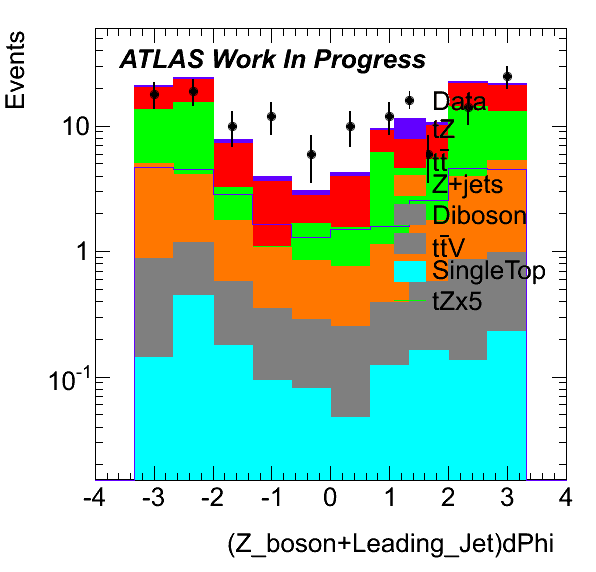 Events
ATLAS Work In Progress
10
1
10-1
Data
tZ
tt̄
Z+jets
Diboson
tt̄V
SingleTop
tZx5
-4 -3 -2 -1 0 1 2 3 4
(Z_boson+Leading_Jet)dPhi